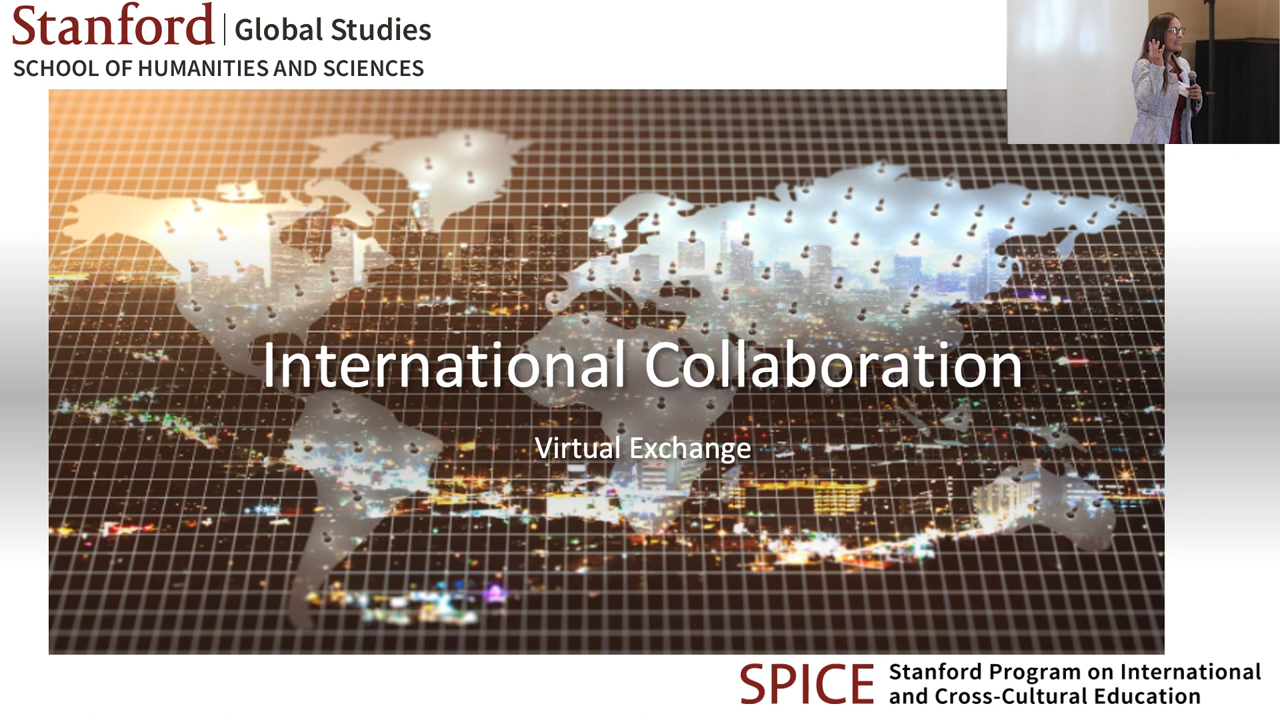 Stanford | Global Studies
SCHOOL OF HUMANITIES AND SCIENCES
International Collaboration
Virtual Exchange
SPICE Stanford Program on International
and Cross-Cultural Education